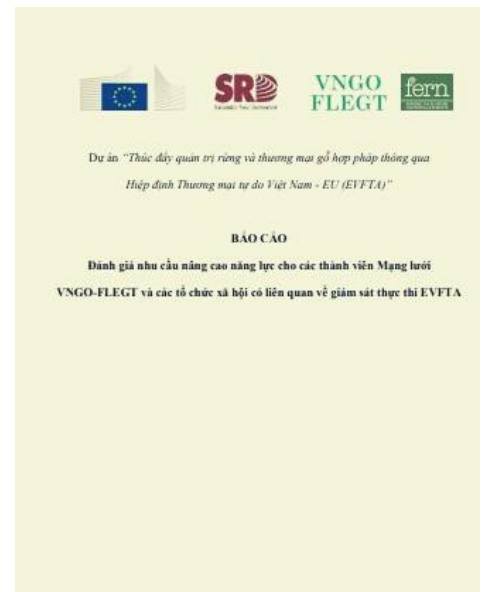 SRD
VNGO
FLEGT
fern
Dự án “Thúc đẩy quản trị rừng và thương mại gỗ hợp pháp thông qua
Hiệp định Thương mại tự do Việt Nam - EU (EVFTA)”
BÁO CÁO
Đánh giá nhu cầu nâng cao năng lực cho các thành viên Mạng lưới
VNGO-FLEGT và các tổ chức xã hội có liên quan về giám sát thực thi EVFTA